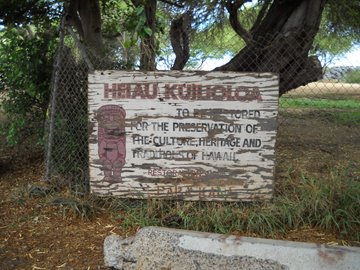 HEIAU, KUILIOLOA
TO BE RESTORED
FOR THE PRESERVATION OF
THE CULTURE, HERITAGE AND
TRADITIONS OF HAWAII